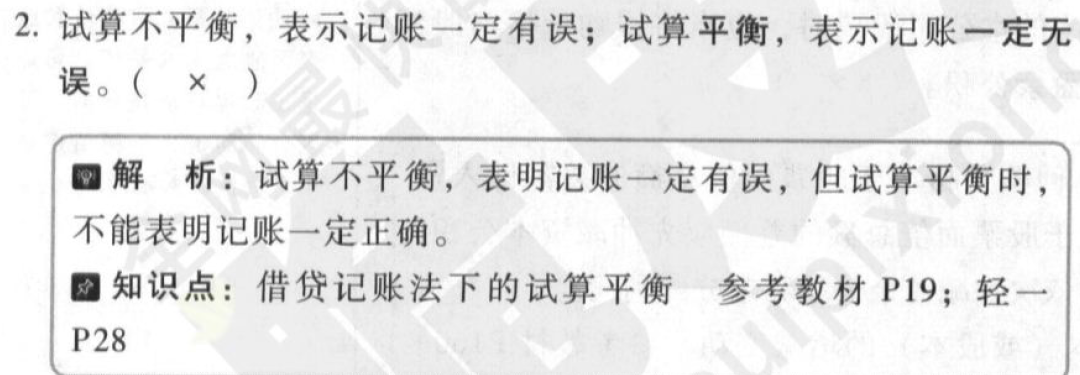 2. 试算不平衡，表示记账一定有误；试算平衡，表示记账一定无
误。（ × ）
解 析：试算不平衡，表明记账一定有误，但试算平衡时，
不能表明记账一定正确。
知识点：借贷记账法下的试算平衡 参考教材 P19；轻一
P28